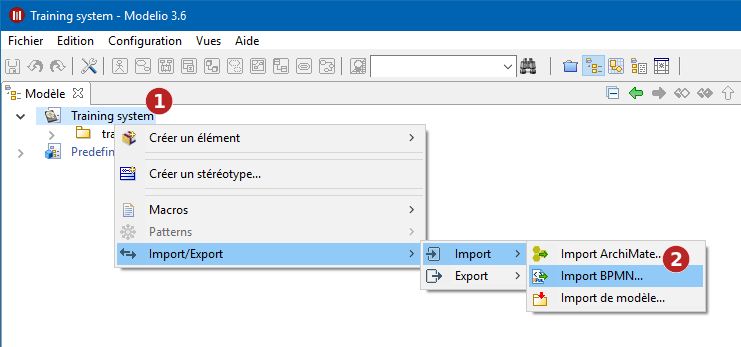 Training system - Modelio 3.6
Fichier Edition Configuration Vues Aide
Modèle
1
Training system
tra
Predefin
Créer un élément
Créer un stéréotype...
Macros
Patterns
Import/Export
Import
Export
Import ArchiMate...
2
Import BPMN...
Import de modèle...